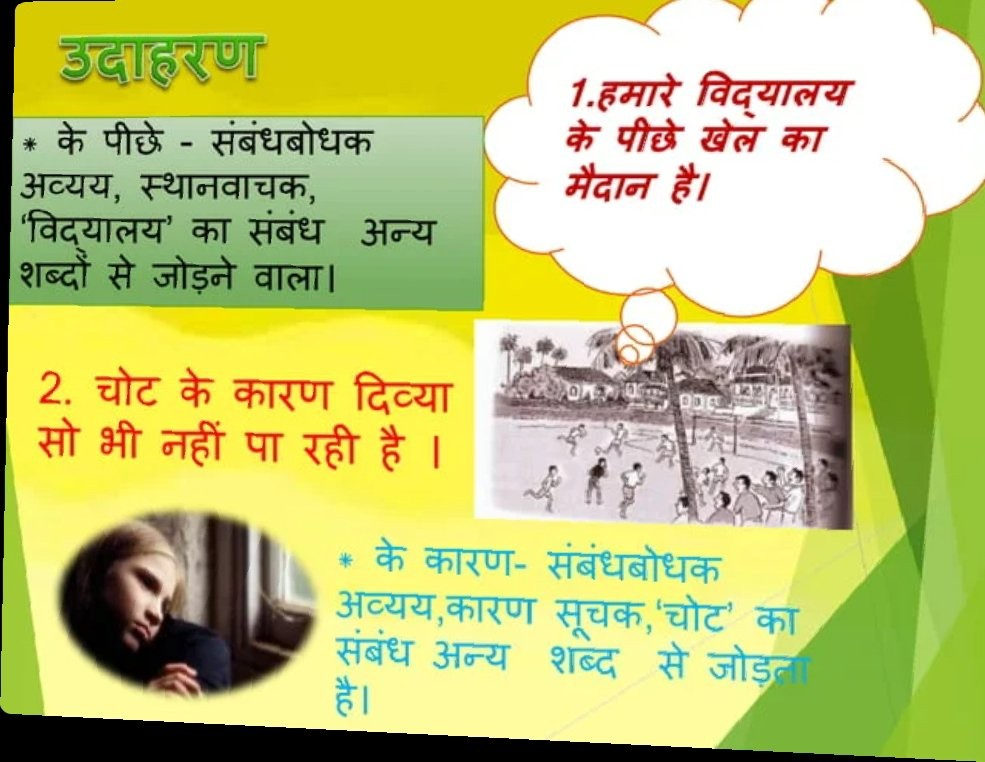 उदाहरण
* के पीछे - संबंधबोधक
अव्यय, स्थानवाचक,
‘विद्यालय’ का संबंध अन्य
शब्दों से जोड़ने वाला।
1.हमारे विद्यालय
के पीछे खेल का
मैदान है।
2. चोट के कारण दिव्या
सो भी नहीं पा रही है ।
* के कारण- संबंधबोधक
अव्यय,कारण सूचक,‘चोट’ का
संबंध अन्य शब्द से जोड़ता
है।